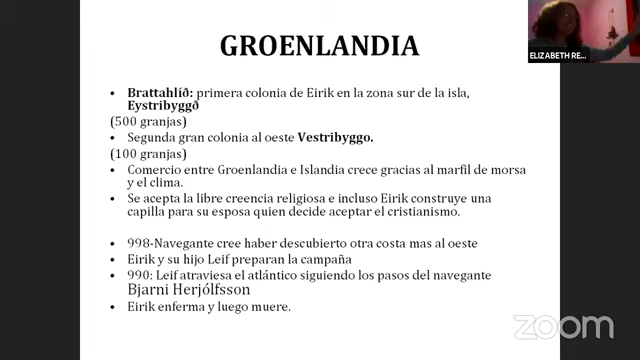 GROENLANDIA
ELIZABETH RE...
• Brattahlíð: primera colonia de Eirik en la zona sur de la isla,
Eystribyggð
(500 granjas)
• Segunda gran colonia al oeste Vestribyggo.
(100 granjas)
• Comercio entre Groenlandia e Islandia crece gracias al marfil de morsa
y el clima.
• Se acepta la libre creencia religiosa e incluso Eirik construye una
capilla para su esposa quien decide aceptar el cristianismo.
• 998-Navegante cree haber descubierto otra costa mas al oeste
• Eirik y su hijo Leif preparan la campaña
• 990: Leif atraviesa el atlántico siguiendo los pasos del navegante
Bjarni Herjólfsson
• Eirik enferma y luego muere.
zoom